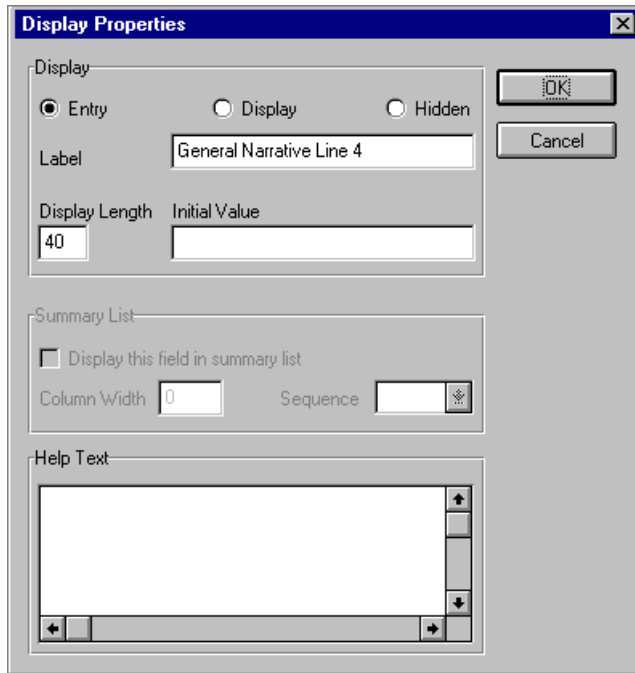 Display Properties
Display
Entry Display Hidden
OK
Cancel
Label General Narrative Line 4
Display Length Initial Value
40
Summary List
Display this field in summary list
Column Width 0 Sequence
Help Text